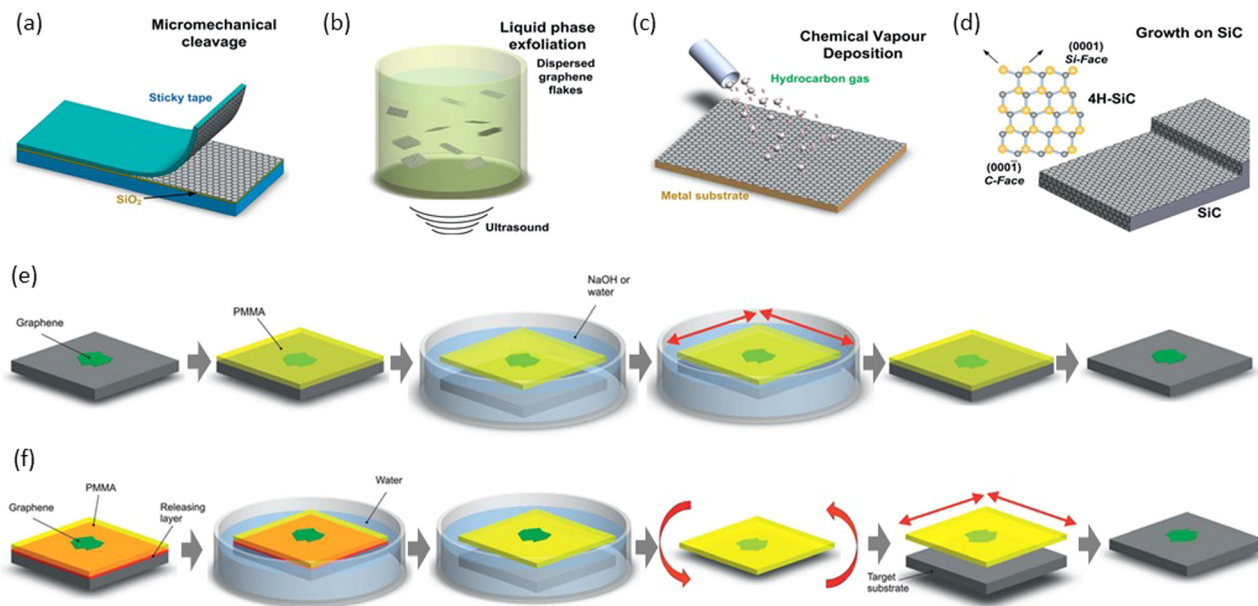 (a)
Micromechanical
cleavage
Sticky tape
SiO₂
(b)
Liquid phase
exfoliation
Dispersed
graphene
flakes
Ultrasound
(c)
Chemical Vapour
Deposition
Hydrocarbon gas
Metal substrate
(d)
Growth on SiC
(0001)
Si-Face
4H-SiC
(0001̄)
C-Face
SiC
(e)
Graphene
PMMA
NaOH or
water
(f)
PMMA
Graphene
Releasing
layer
Water
Target
substrate